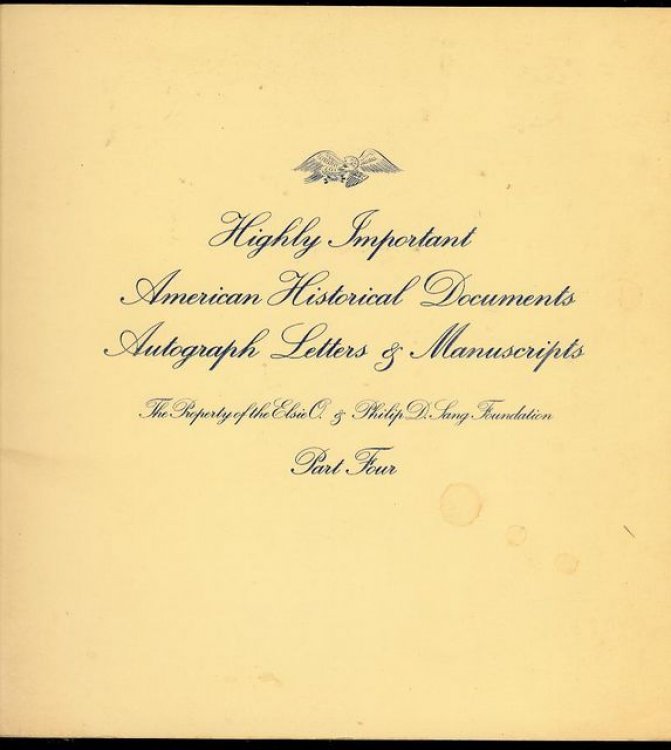 Highly Important
American Historical Documents
Autograph Letters & Manuscripts
The Property of the Elsie O. & Philip D. Sang Foundation
Part Four